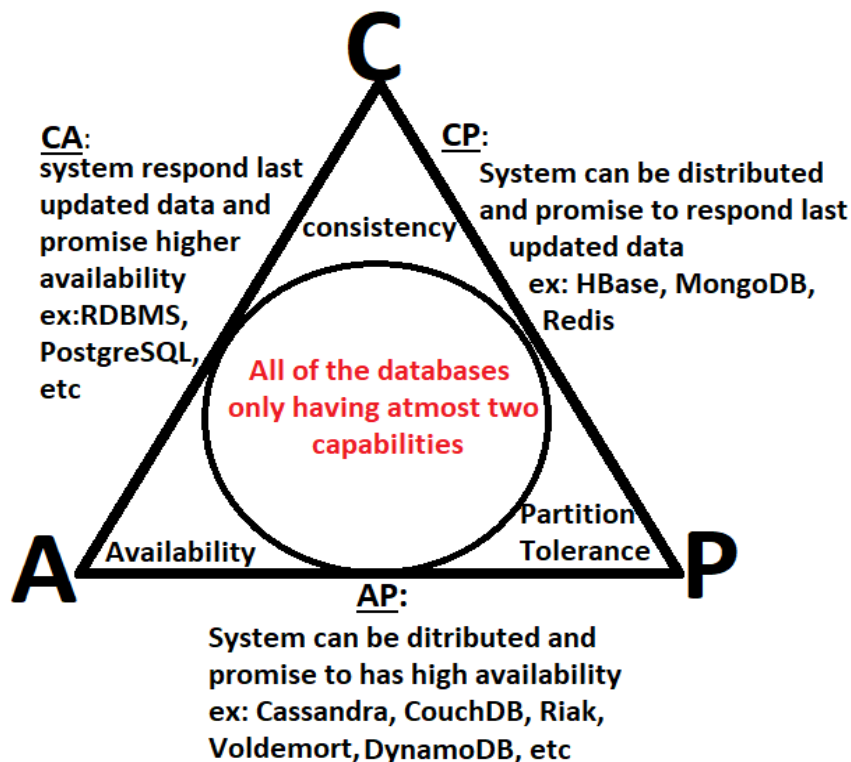 C
CA:
system respond last
updated data and
promise higher
availability
ex:RDBMS,
PostgreSQL,
etc
CP:
System can be distributed
and promise to respond last
updated data
ex: HBase, MongoDB,
Redis
consistency
All of the databases
only having atmost two
capabilities
A
Availability
Partition
Tolerance
P
AP:
System can be ditributed and
promise to has high availability
ex: Cassandra, CouchDB, Riak,
Voldemort, DynamoDB, etc